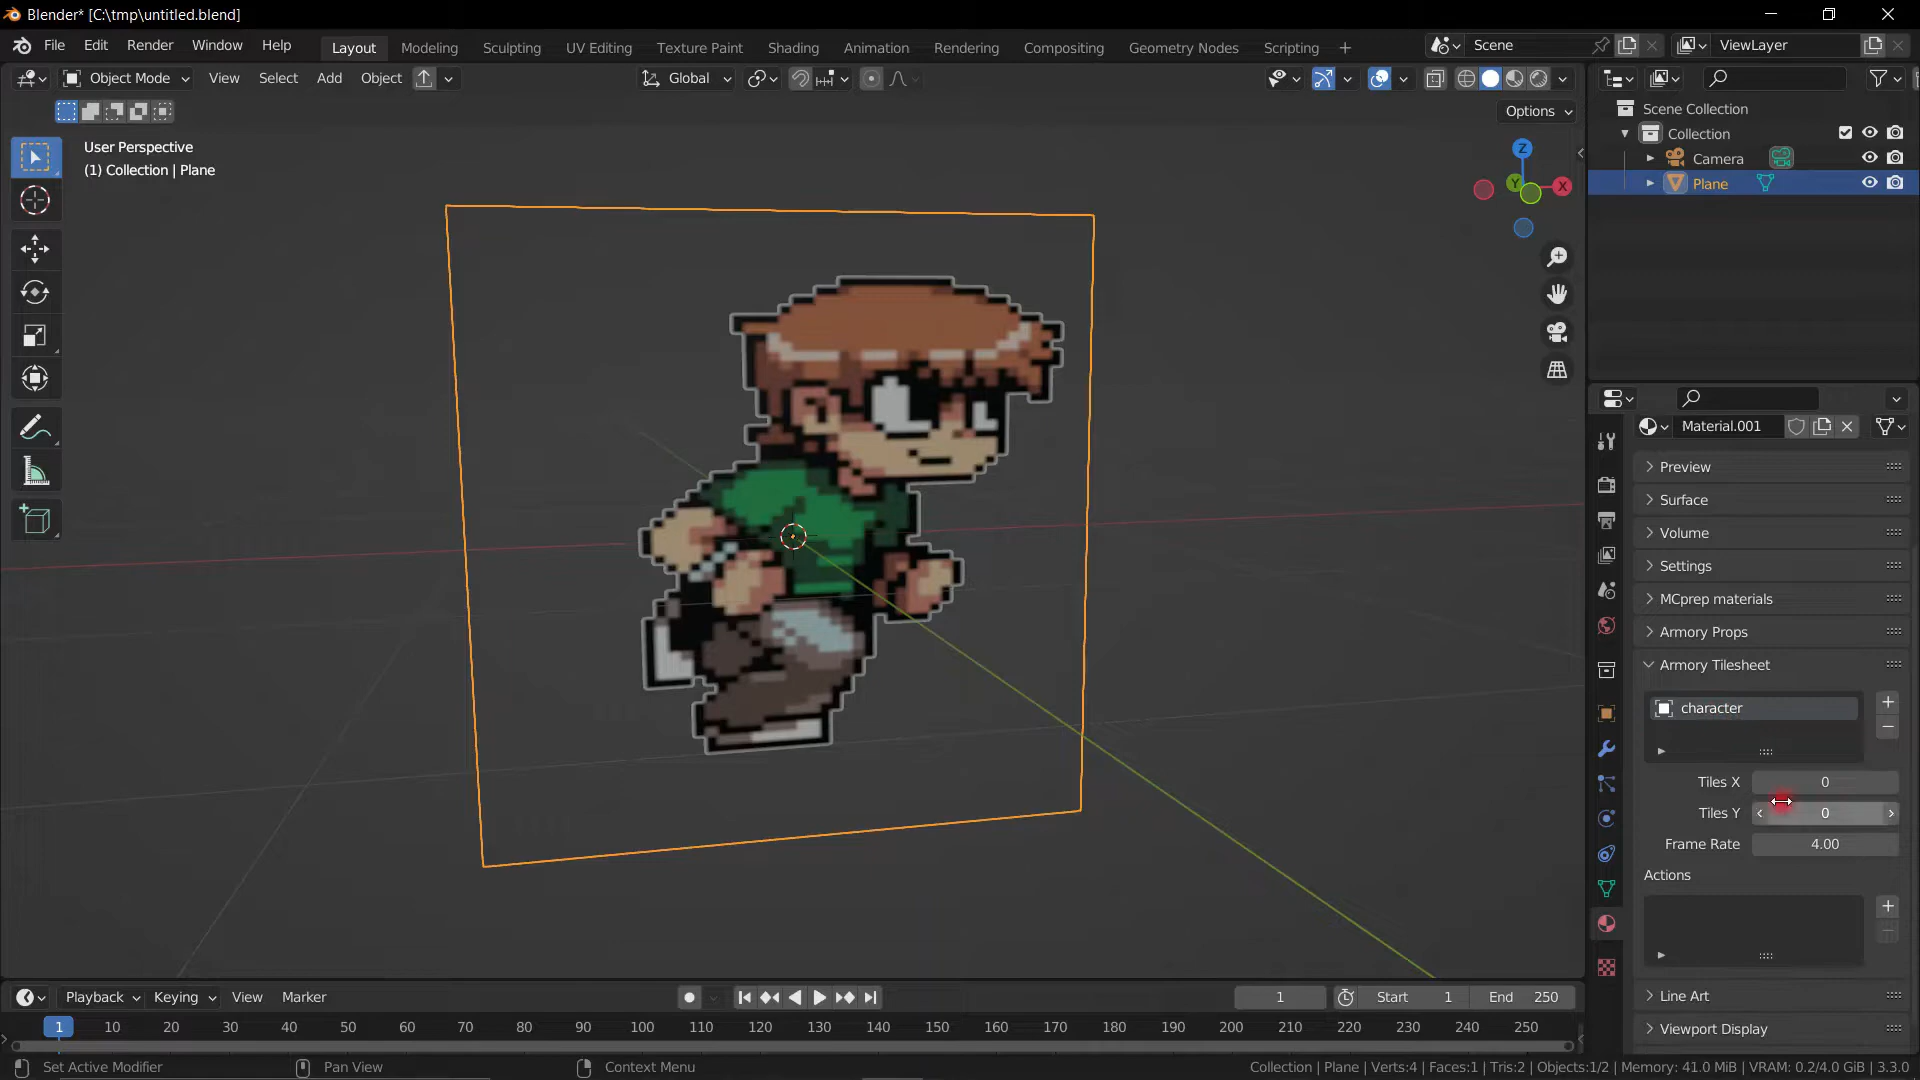 Blender* [C:\tmp\untitled.blend]
File Edit Render Window Help Layout Modeling Sculpting UV Editing Texture Paint Shading Animation Rendering Compositing Geometry Nodes Scripting + Scene ViewLayer
Object Mode View Select Add Object Global
Options
User Perspective
(1) Collection | Plane
Z
Y
X
Scene Collection
Collection
Camera
Plane
Material.001
Preview
Surface
Volume
Settings
MCprep materials
Armory Props
Armory Tilesheet
character
Tiles X 0
Tiles Y 0
Frame Rate 4.00
Actions
Line Art
Viewport Display
Playback Keying View Marker 1 Start 1 End 250
1 10 20 30 40 50 60 70 80 90 100 110 120 130 140 150 160 170 180 190 200 210 220 230 240 250
Set Active Modifier Pan View Context Menu Collection | Plane | Verts:4 | Faces:1 | Tris:2 | Objects:1/2 | Memory: 41.0 MiB | VRAM: 0.2/4.0 GiB | 3.3.0